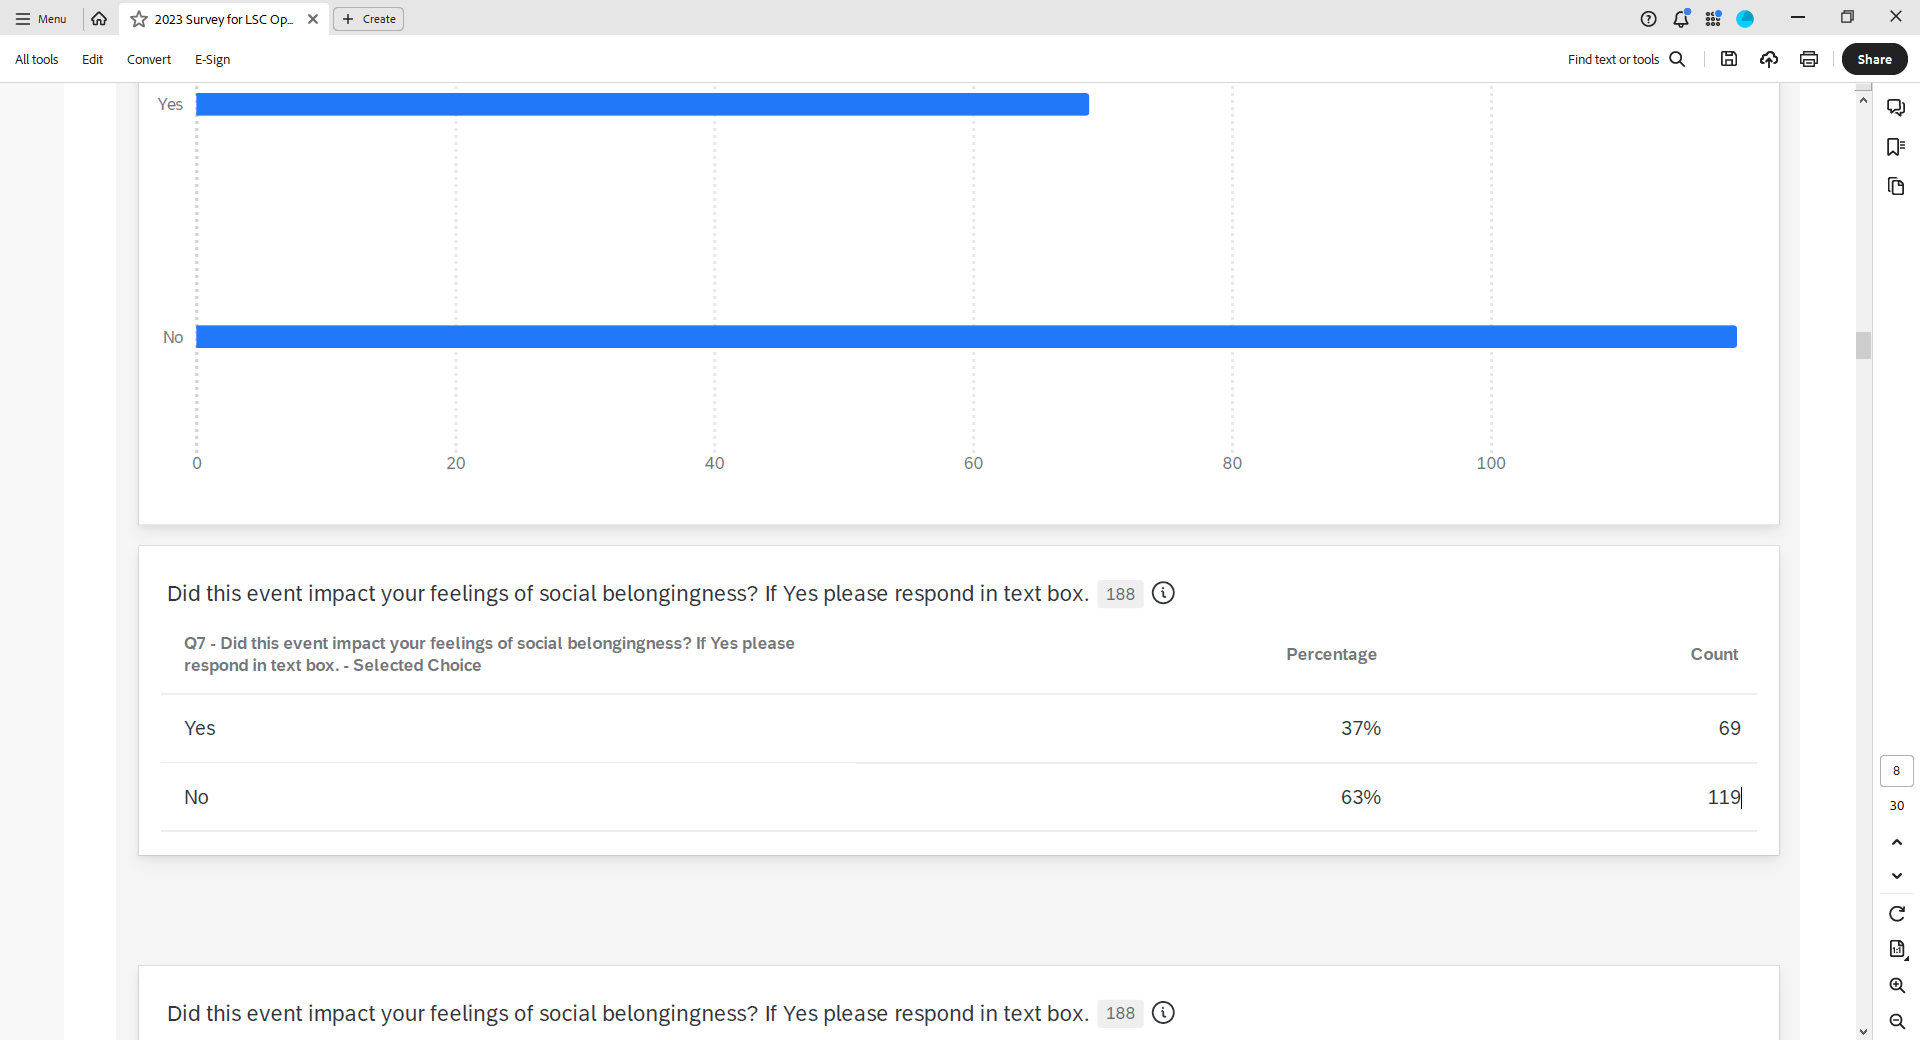 Menu
2023 Survey for LSC Op...
Create
All tools
Edit
Convert
E-Sign
Find text or tools
Share
Yes
No
0 20 40 60 80 100
Did this event impact your feelings of social belongingness? If Yes please respond in text box. 188
Q7 - Did this event impact your feelings of social belongingness? If Yes please
respond in text box. - Selected Choice
Percentage
Count
Yes 37% 69
No 63% 119
8
30
1:1
Did this event impact your feelings of social belongingness? If Yes please respond in text box. 188